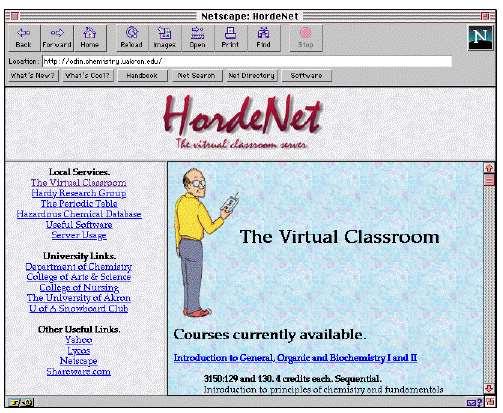 Netscape: HordeNet
Back Forward Home Reload Images Open Print Find Stop
N
Location: http://odin.chemistry.uakron.edu/
What's New? What's Cool? Handbook Net Search Net Directory Software
HordeNet
The vitrual classroom server.
Local Services.
The Virtual Classroom
Hardy Research Group
The Periodic Table
Hazardous Chemical Database
Useful Software
Server Usage
University Links.
Department of Chemistry
College of Arts & Science
College of Nursing
The University of Akron
U of A Snowboard Club
Other Useful Links.
Yahoo
Lycos
Netscape
Shareware.com
The Virtual Classroom
Courses currently available.
Introduction to General, Organic and Biochemistry I and II
3150:129 and 130. 4 credits each. Sequential.
Introduction to principles of chemistry and fundamentals